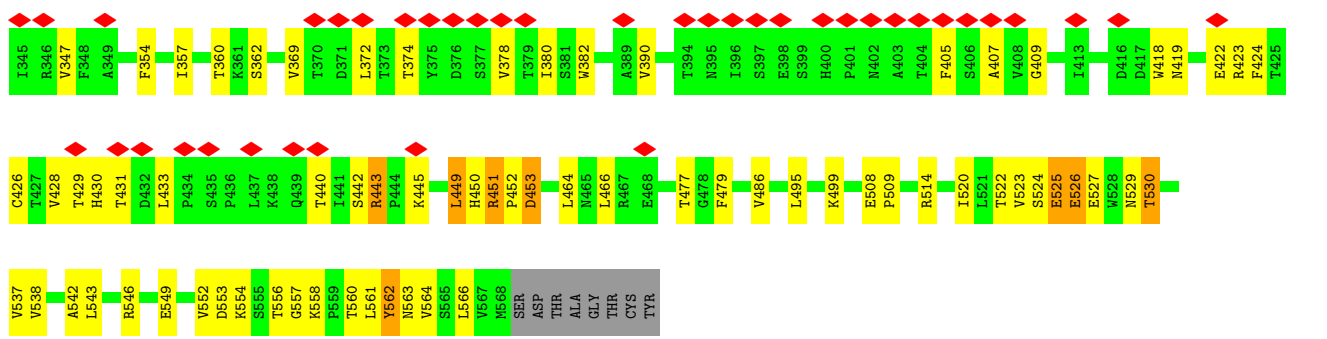 I345 R346 V347 F348 A349 F354 I357 T360 K361 S362 V369 T370 D371 L372 T373 T374 Y375 D376 S377 V378 T379 I380 S381 W382 A389 V390 T394 N395 I396 S397 E398 S399 H400 P401 N402 A403 T404 F405 S406 A407 V408 G409 I413 D416 D417 W418 N419 E422 R423 F424 T425
C426 T427 V428 T429 H430 T431 D432 L433 P434 S435 P436 L437 K438 Q439 T440 I441 S442 R443 P444 K445 L449 H450 R451 P452 D453 L464 N465 L466 R467 E468 T477 G478 F479 V486 L495 K499 E508 P509 R514 I520 L521 T522 V523 S524 E525 E526 E527 W528 N529 T530
V537 V538 A542 L543 R546 E549 V552 D553 K554 S555 T556 G557 K558 P559 T560 L561 Y562 N563 V564 S565 L566 V567 M568 SER ASP THR ALA GLY THR CYS TYR